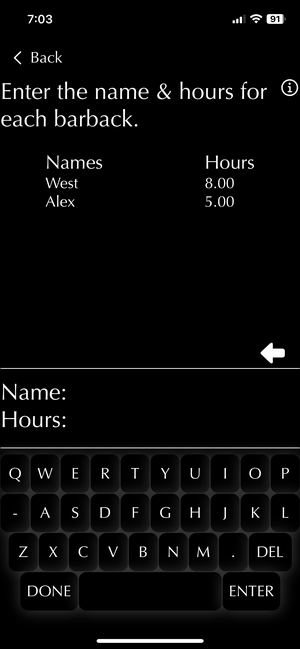 7:03
91
Back
Enter the name & hours for
each barback.
Names Hours
West 8.00
Alex 5.00
Name:
Hours:
Q W E R T Y U I O P
- A S D F G H J K L
Z X C V B N M . DEL
DONE ENTER